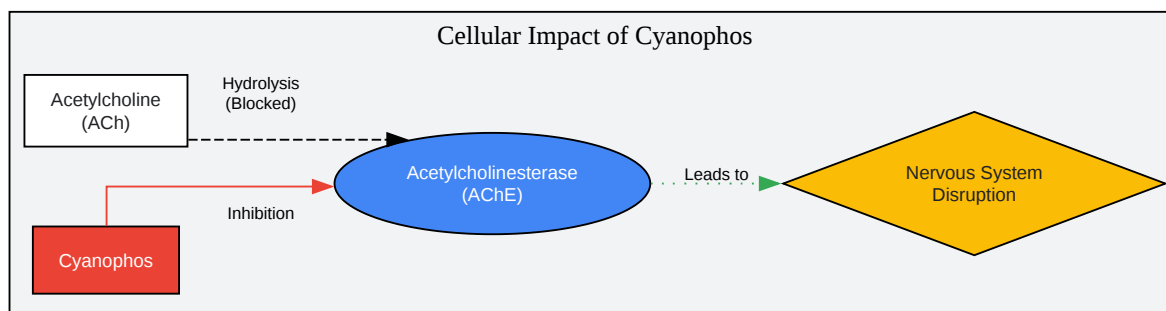 Cellular Impact of Cyanophos
Acetylcholine
(ACh)
Hydrolysis
(Blocked)
Acetylcholinesterase
(AChE)
Leads to
Nervous System
Disruption
Inhibition
Cyanophos